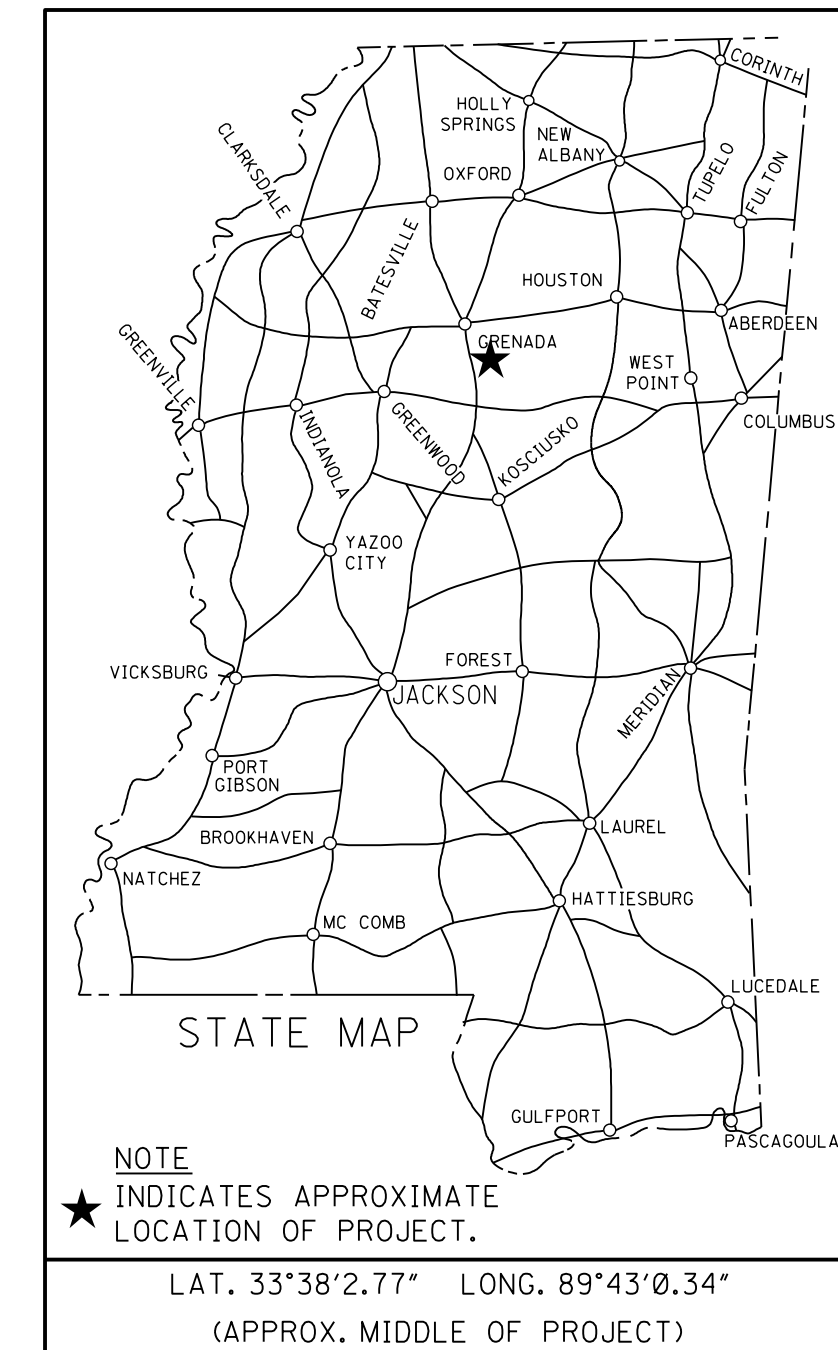 CORINTH
HOLLY
SPRINGS
NEW
ALBANY
CLARKSDALE
OXFORD
TUPELO
FULTON
BATESVILLE
HOUSTON
ABERDEEN
GREENVILLE
GRENADA
WEST
POINT
COLUMBUS
INDIANOLA
GREENWOOD
KOSCIUSKO
YAZOO
CITY
VICKSBURG
FOREST
JACKSON
MERIDIAN
PORT
GIBSON
BROOKHAVEN
LAUREL
NATCHEZ
HATTIESBURG
MC COMB
LUCEDALE
STATE MAP
GULFPORT
PASCAGOULA
NOTE
★ INDICATES APPROXIMATE
LOCATION OF PROJECT.
LAT. 33°38'2.77" LONG. 89°43'0.34"
(APPROX. MIDDLE OF PROJECT)